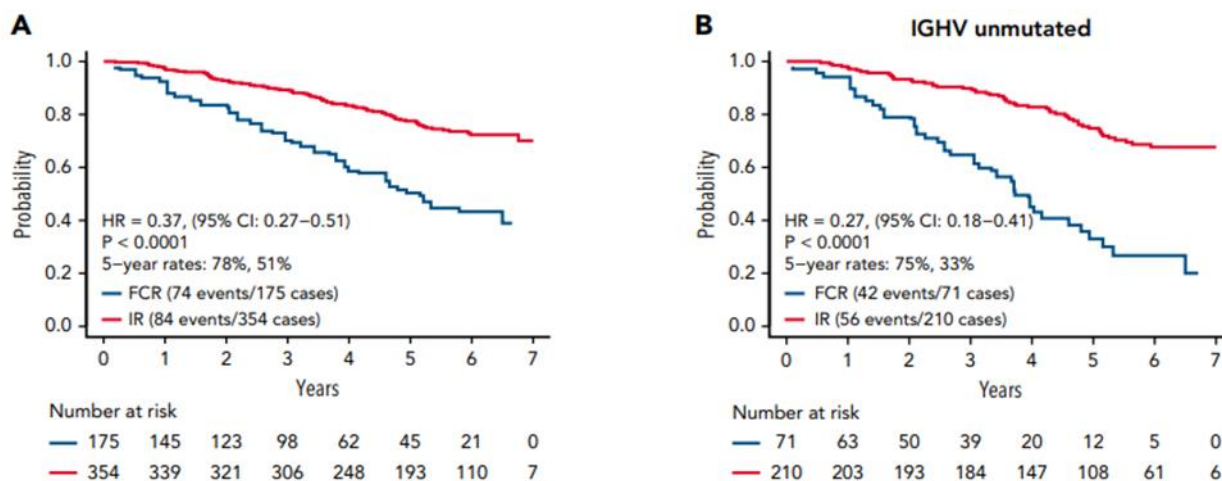 A
1.0
0.8
0.6
0.4
0.2
0.0
Probability
HR = 0.37, (95% CI: 0.27–0.51)
P < 0.0001
5–year rates: 78%, 51%
FCR (74 events/175 cases)
IR (84 events/354 cases)
0 1 2 3 4 5 6 7
Years
Number at risk
175 145 123 98 62 45 21 0
354 339 321 306 248 193 110 7
B
IGHV unmutated
1.0
0.8
0.6
0.4
0.2
0.0
Probability
HR = 0.27, (95% CI: 0.18–0.41)
P < 0.0001
5–year rates: 75%, 33%
FCR (42 events/71 cases)
IR (56 events/210 cases)
0 1 2 3 4 5 6 7
Years
Number at risk
71 63 50 39 20 12 5 0
210 203 193 184 147 108 61 6